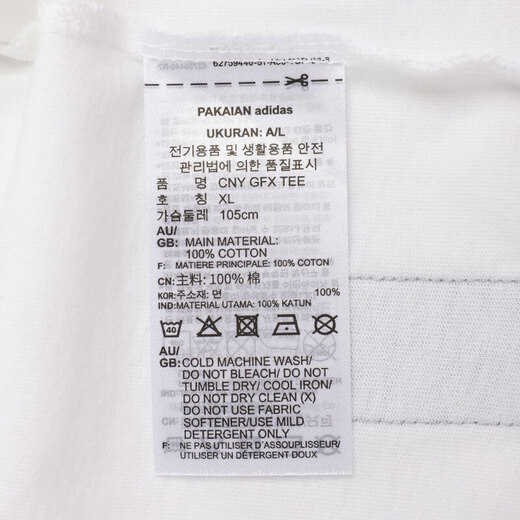 PAKAIAN adidas
UKURAN: A/L
전기용품 및 생활용품 안전
관리법에 의한 품질표시
품 명 CNY GFX TEE
호 칭 XL
가슴둘레 105cm
AU/
GB: MAIN MATERIAL:
100% COTTON
F: MATIERE PRINCIPALE: 100% COTON
CN: 主料: 100% 棉
KOR: 주소재: 면 100%
IND: MATERIAL UTAMA: 100% KATUN
40
AU/
GB: COLD MACHINE WASH/
DO NOT BLEACH/ DO NOT
TUMBLE DRY/ COOL IRON/
DO NOT DRY CLEAN (X)
DO NOT USE FABRIC
SOFTENER/USE MILD
DETERGENT ONLY
F: NE PAS UTILISER D'ASSOUPLISSEUR/
UTILISER UN DÉTERGENT DOUX